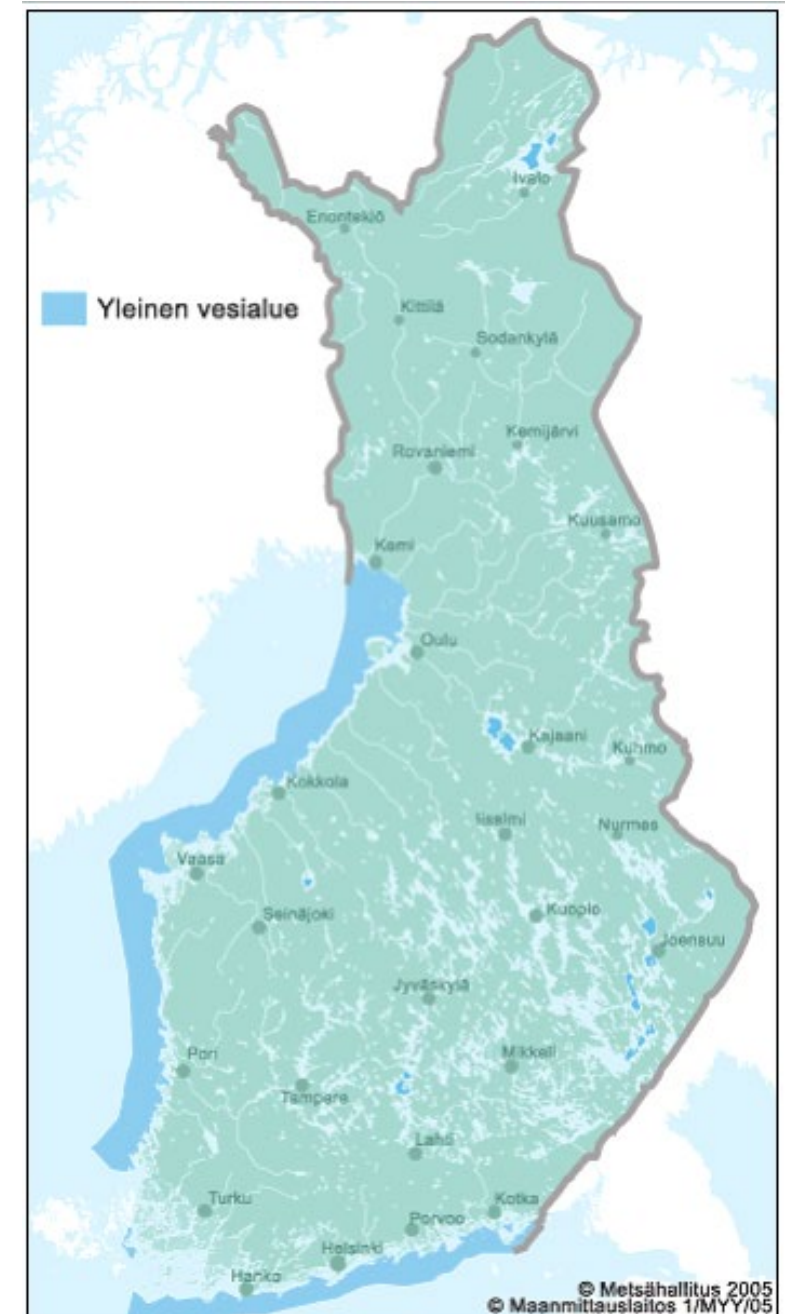 Ivalo
Enontekiö
Yleinen vesialue
Kittilä
Sodankylä
Kemijärvi
Rovaniemi
Kuusamo
Kemi
Oulu
Kajaani
Kuhmo
Kokkola
Iisalmi
Nurmes
Vaasa
Kuopio
Seinäjoki
Joensuu
Jyväskylä
Pori
Mikkeli
Tampere
Lahti
Turku
Kotka
Porvoo
Helsinki
Hanko
© Metsähallitus 2005
© Maanmittauslaitos 1/MYY/05